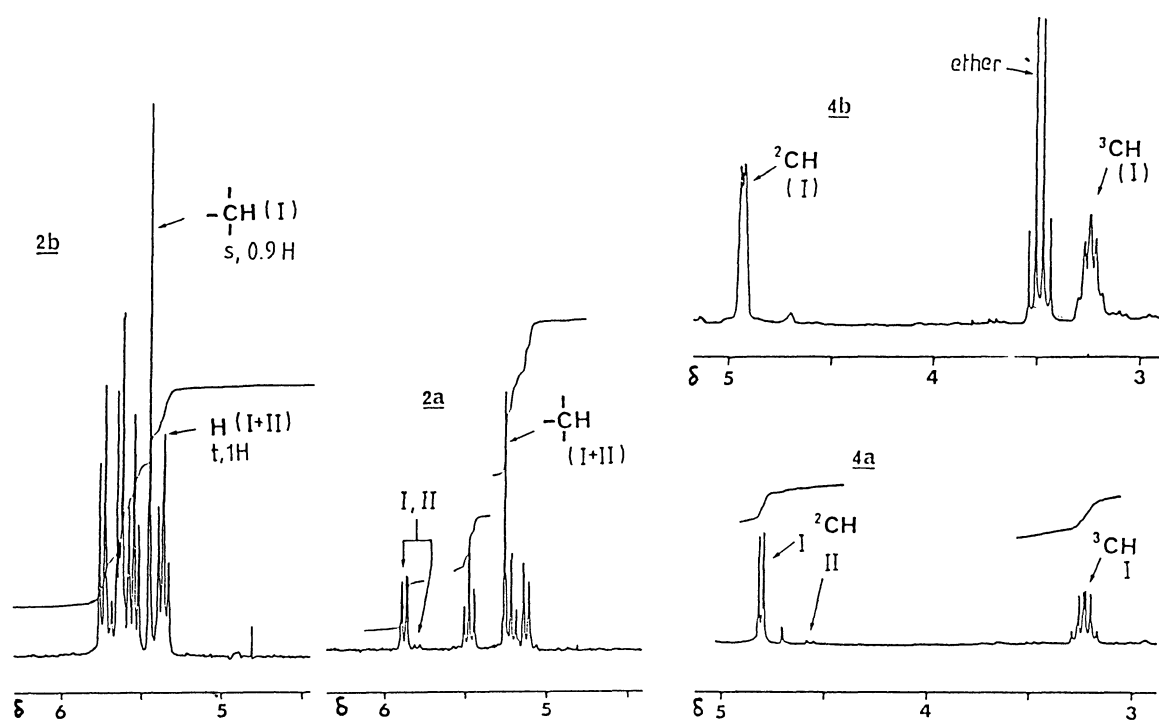 2b
-CH (I)
s, 0.9 H
H (I+II)
t, 1H
δ 6 5
2a
-CH
(I+II)
I, II
δ 6 5
4b
ether
²CH
(I)
³CH
(I)
δ 5 4 3
4a
²CH
I
II
³CH
I
δ 5 4 3